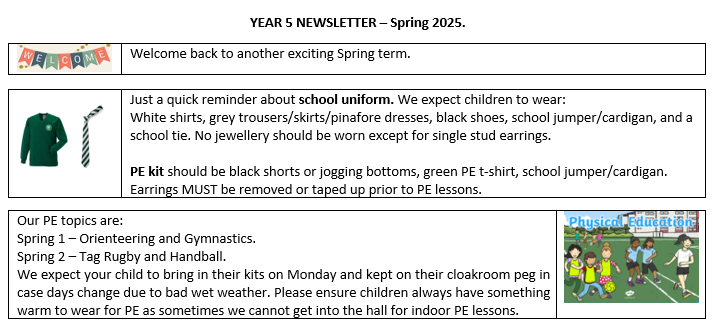 YEAR 5 NEWSLETTER – Spring 2025.
WELCOME
Welcome back to another exciting Spring term.
Just a quick reminder about school uniform. We expect children to wear:
White shirts, grey trousers/skirts/pinafore dresses, black shoes, school jumper/cardigan, and a
school tie. No jewellery should be worn except for single stud earrings.
PE kit should be black shorts or jogging bottoms, green PE t-shirt, school jumper/cardigan.
Earrings MUST be removed or taped up prior to PE lessons.
Our PE topics are:
Spring 1 – Orienteering and Gymnastics.
Spring 2 – Tag Rugby and Handball.
We expect your child to bring in their kits on Monday and kept on their cloakroom peg in
case days change due to bad wet weather. Please ensure children always have something
warm to wear for PE as sometimes we cannot get into the hall for indoor PE lessons.
Physical Education